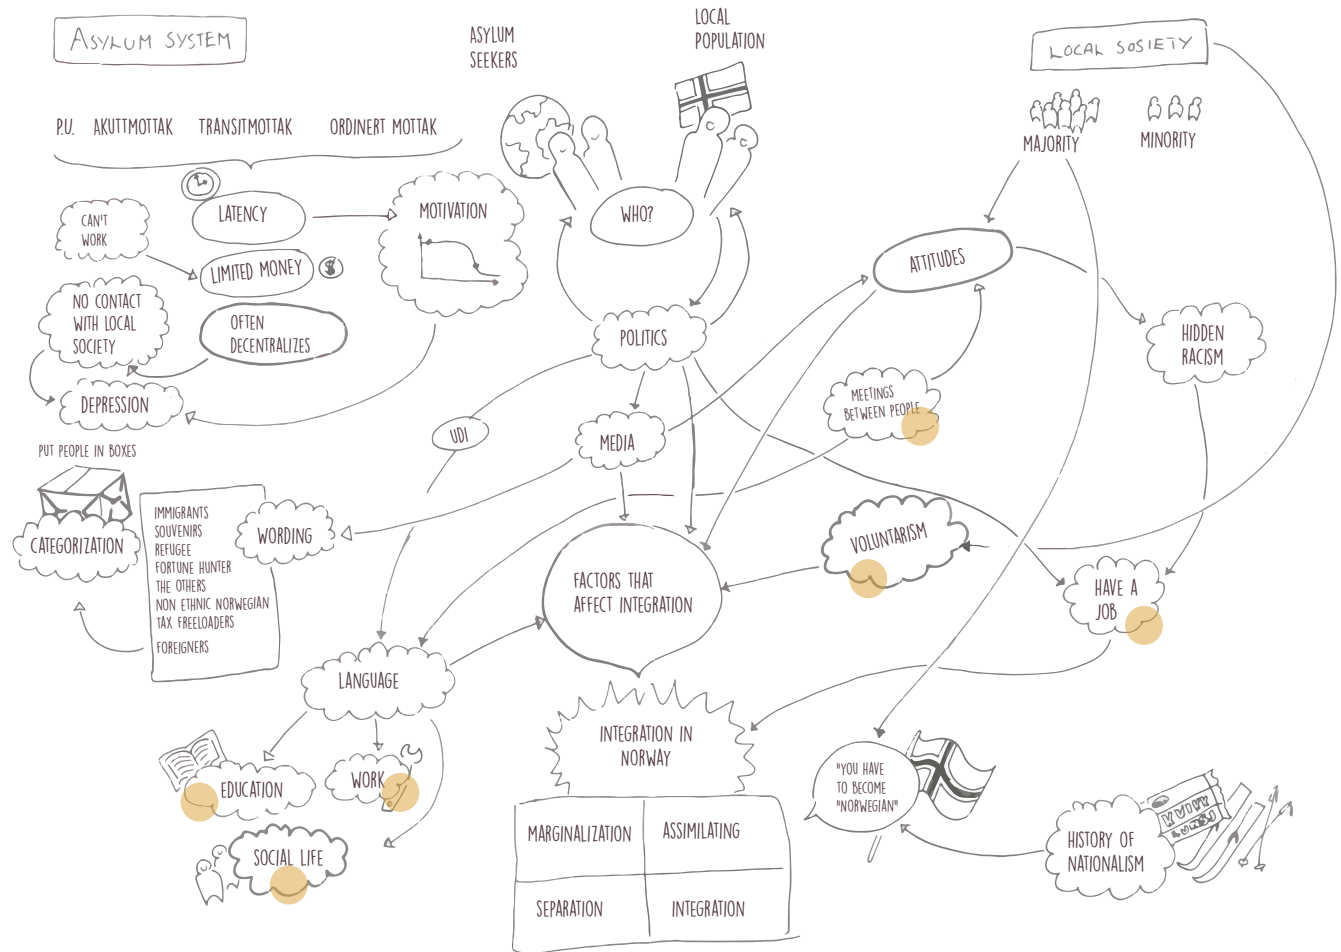 ASYLUM SYSTEM
ASYLUM
SEEKERS
LOCAL
POPULATION
LOCAL SOSIETY
P.U. AKUTTMOTTAK TRANSITMOTTAK ORDINERT MOTTAK
MAJORITY
MINORITY
CAN'T
WORK
LATENCY
MOTIVATION
WHO?
LIMITED MONEY
$
ATTITUDES
NO CONTACT
WITH LOCAL
SOCIETY
OFTEN
DECENTRALIZES
POLITICS
HIDDEN
RACISM
DEPRESSION
UDI
MEDIA
MEETINGS
BETWEEN PEOPLE
PUT PEOPLE IN BOXES
CATEGORIZATION
IMMIGRANTS
SOUVENIRS
REFUGEE
FORTUNE HUNTER
THE OTHERS
NON ETHNIC NORWEGIAN
TAX FREELOADERS
FOREIGNERS
WORDING
FACTORS THAT
AFFECT INTEGRATION
VOLUNTARISM
HAVE A
JOB
LANGUAGE
EDUCATION
WORK
SOCIAL LIFE
INTEGRATION IN
NORWAY
MARGINALIZATION
ASSIMILATING
SEPARATION
INTEGRATION
"YOU HAVE
TO BECOME
"NORWEGIAN"
HISTORY OF
NATIONALISM
KVIKK
LUNSJ